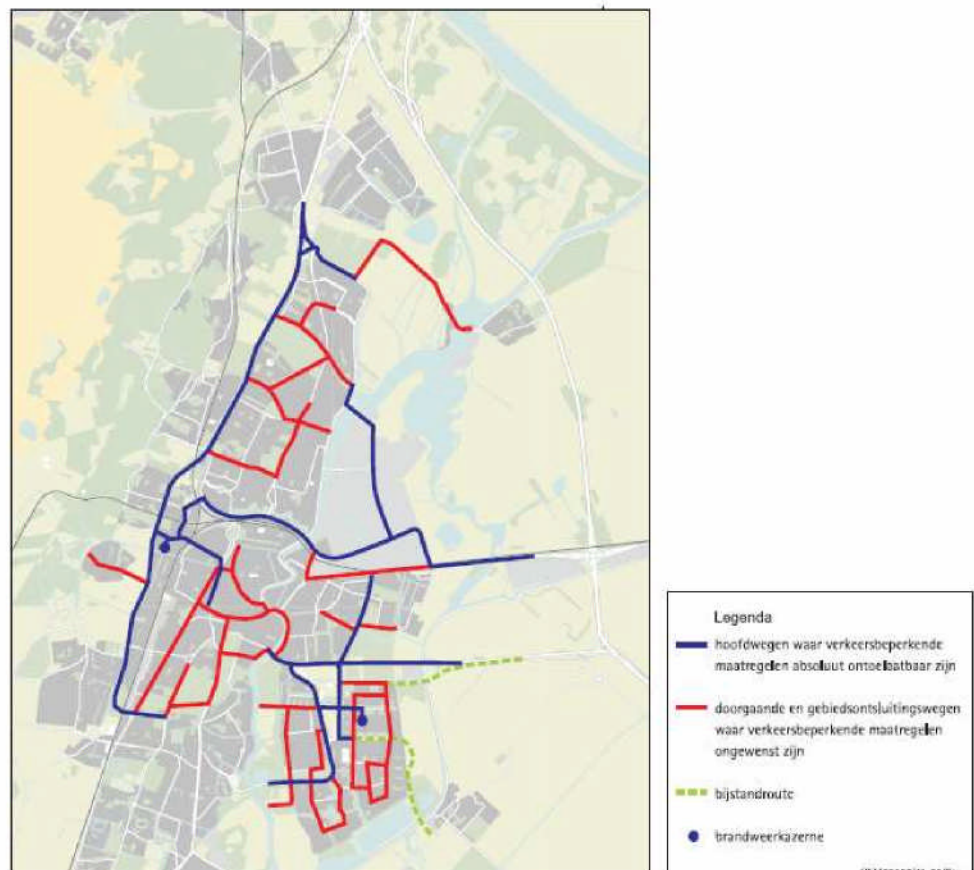 Legenda
hoofdwegen waar verkeersbeperkende
maatregelen absoluut ontoelaatbaar zijn
doorgaande en gebiedsontsluitingswegen
waar verkeersbeperkende maatregelen
ongewenst zijn
bijstandroute
brandweerkazerne